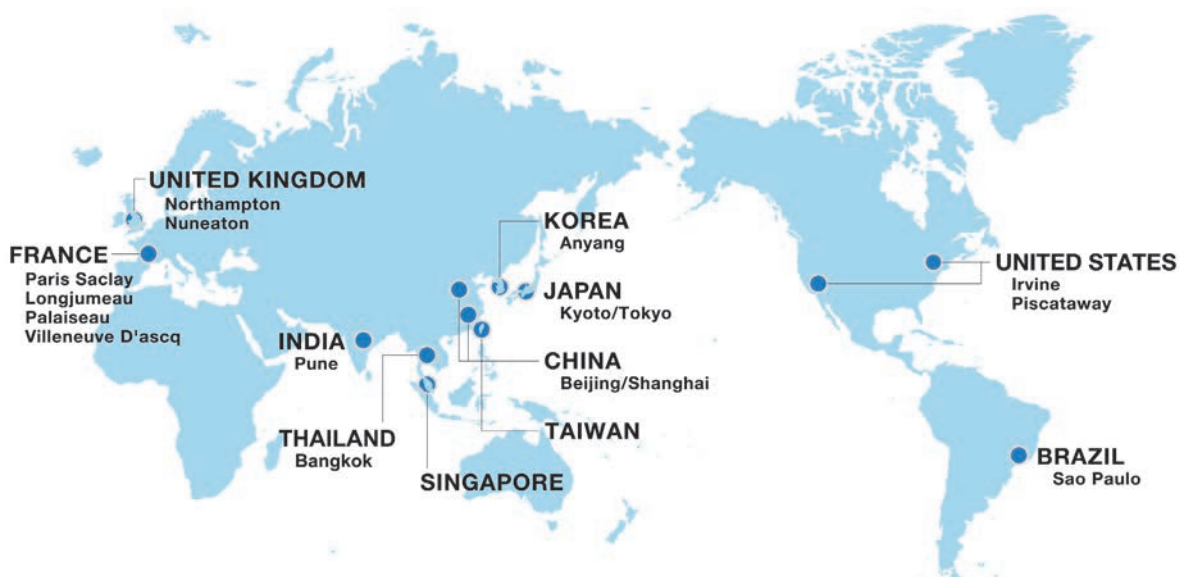 UNITED KINGDOM
Northampton
Nuneaton
FRANCE
Paris Saclay
Longjumeau
Palaiseau
Villeneuve D'ascq
INDIA
Pune
THAILAND
Bangkok
SINGAPORE
KOREA
Anyang
JAPAN
Kyoto/Tokyo
CHINA
Beijing/Shanghai
TAIWAN
UNITED STATES
Irvine
Piscataway
BRAZIL
Sao Paulo